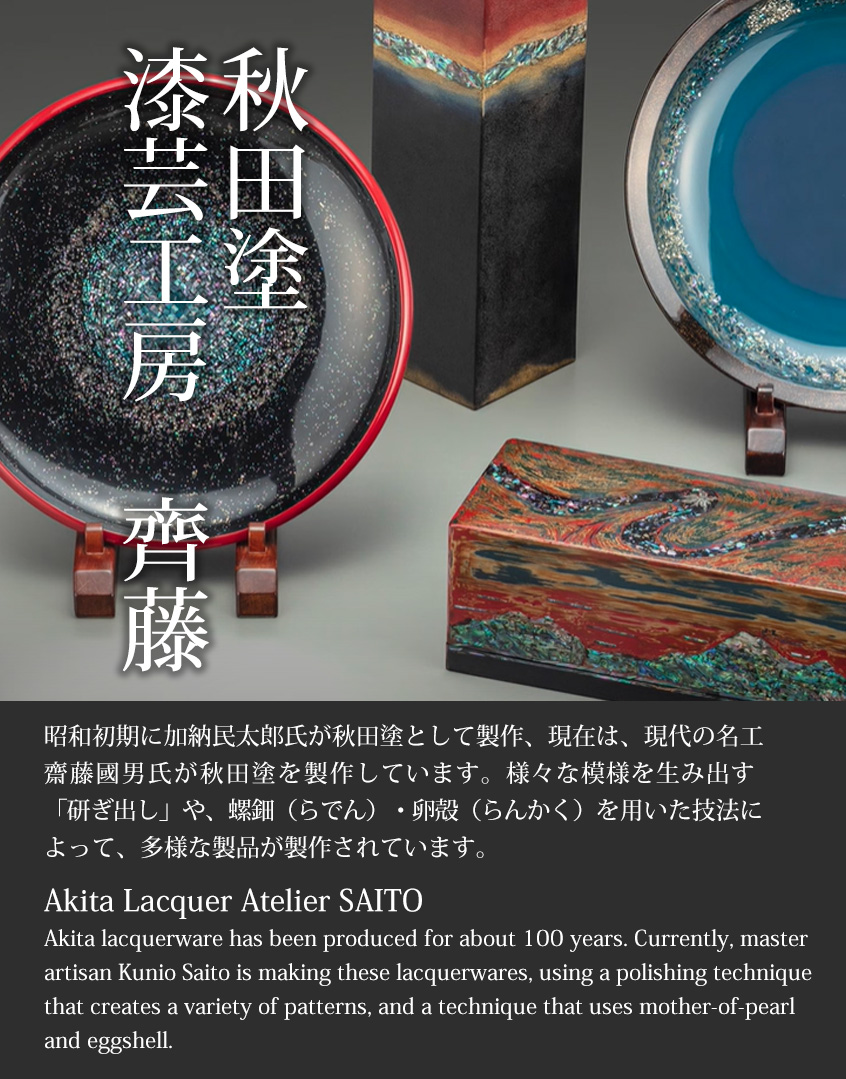 秋田塗
漆芸工房　齊藤
昭和初期に加納民太郎氏が秋田塗として製作、現在は、現代の名工
齋藤國男氏が秋田塗を製作しています。様々な模様を生み出す
「研ぎ出し」や、螺鈿（らでん）・卵殻（らんかく）を用いた技法に
よって、多様な製品が製作されています。
Akita Lacquer Atelier SAITO
Akita lacquerware has been produced for about 100 years. Currently, master
artisan Kunio Saito is making these lacquerwares, using a polishing technique
that creates a variety of patterns, and a technique that uses mother-of-pearl
and eggshell.